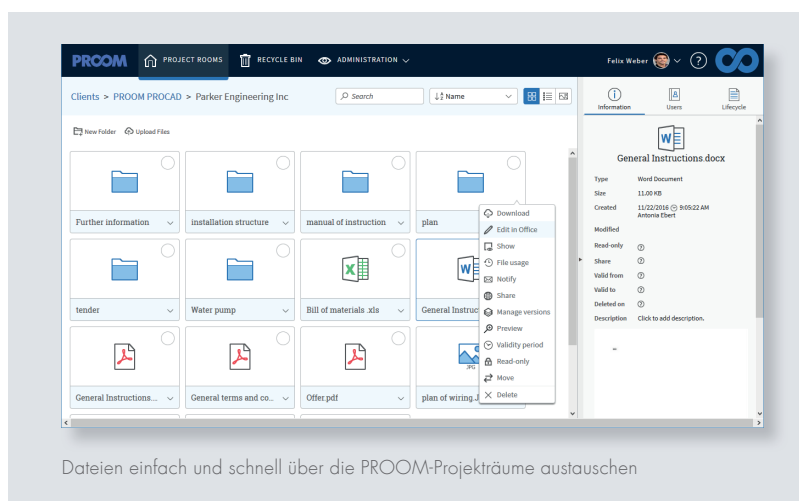 PROOM PROJECT ROOMS RECYCLE BIN ADMINISTRATION Felix Weber ?
Clients > PROOM PROCAD > Parker Engineering Inc Search Name
Information Users Lifecycle
New Folder Upload Files
General Instructions.docx
Type Word Document
Size 11,00 KB
Created 11/22/2016 9:05:22 AM
Antonia Ebert
Modified
Read-only ?
Share ?
Valid from ?
Valid to ?
Deleted on ?
Description Click to add description.
Further information installation structure manual of instruction plan
tender Water pump Bill of materials .xls General Instruc
General Instructions... General terms and co... Offer.pdf plan of wiring.J
JPG
Download
Edit in Office
Show
File usage
Notify
Share
Manage versions
Preview
Validity period
Read-only
Move
Delete
Dateien einfach und schnell über die PROOM-Projekträume austauschen